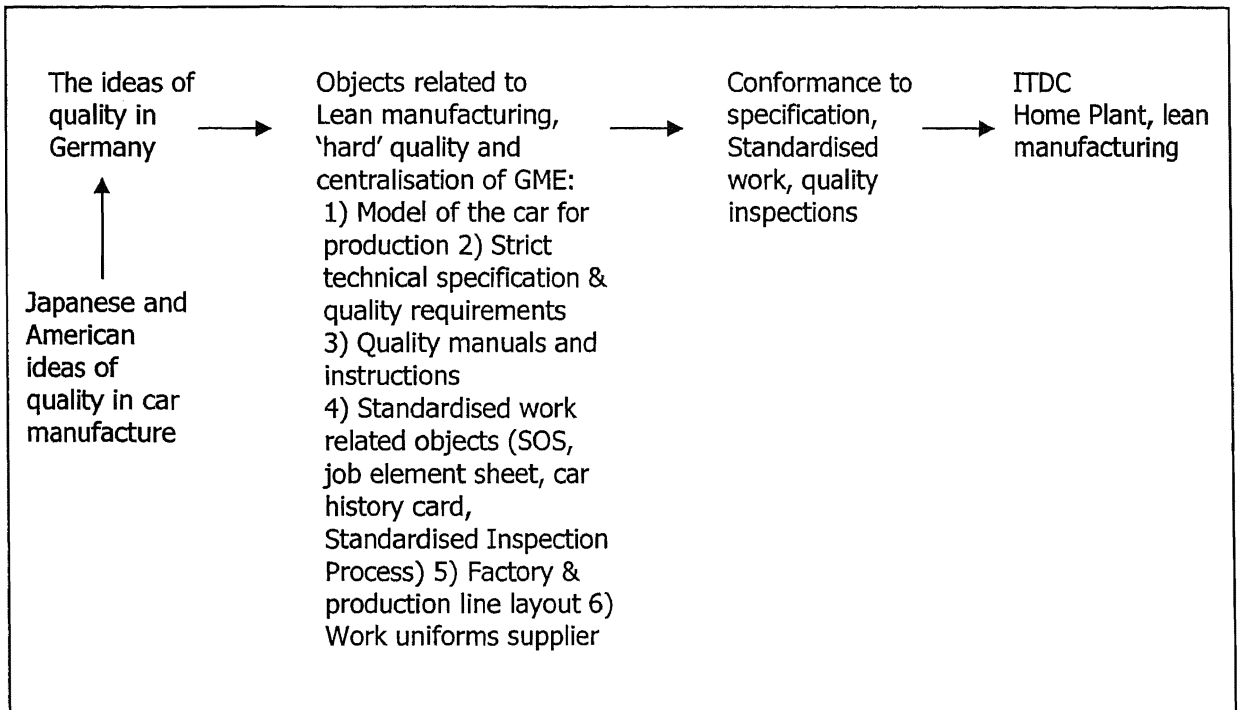 The ideas of
quality in
Germany
Japanese and
American
ideas of
quality in car
manufacture
Objects related to
Lean manufacturing,
‘hard’ quality and
centralisation of GME:
1) Model of the car for
production 2) Strict
technical specification &
quality requirements
3) Quality manuals and
instructions
4) Standardised work
related objects (SOS,
job element sheet, car
history card,
Standardised Inspection
Process) 5) Factory &
production line layout 6)
Work uniforms supplier
Conformance to
specification,
Standardised
work, quality
inspections
ITDC
Home Plant, lean
manufacturing